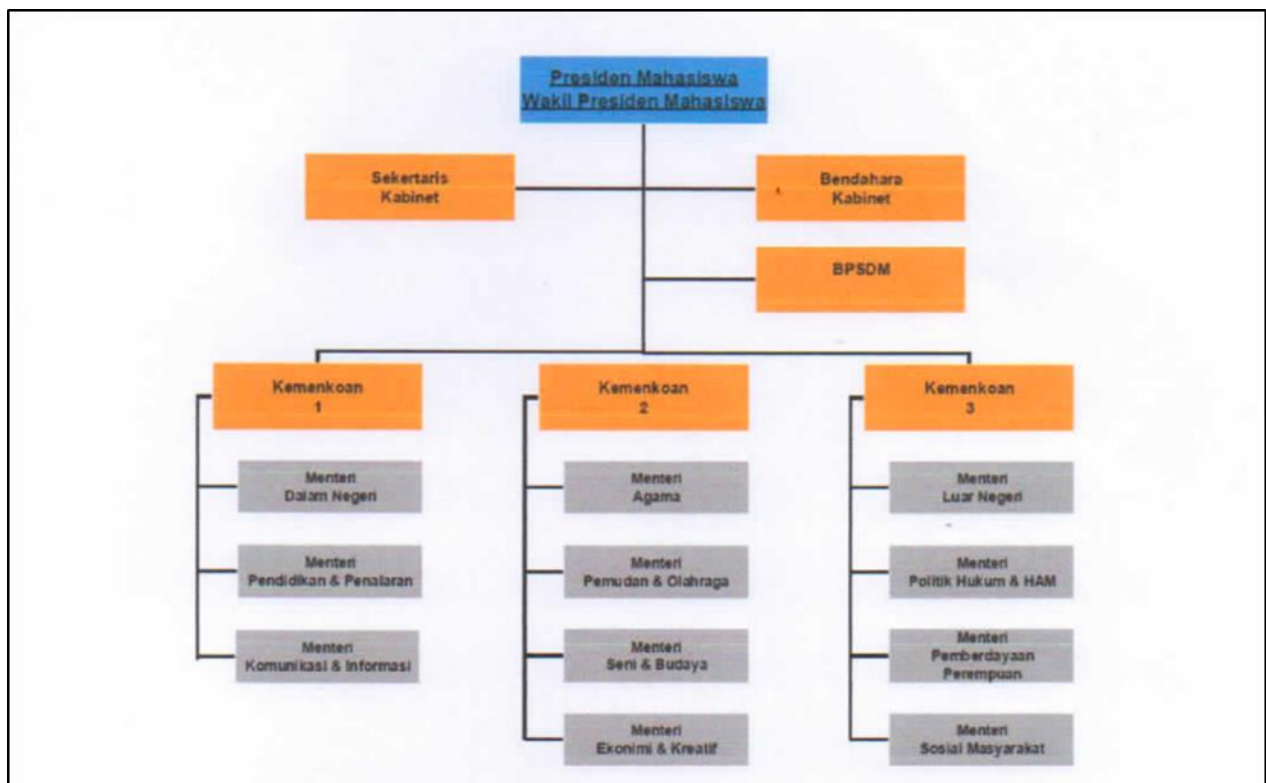 Presiden Mahasiswa
Wakil Presiden Mahasiswa
Sekertaris
Kabinet
Bendahara
Kabinet
BPSDM
Kemenkoan
1
Kemenkoan
2
Kemenkoan
3
Menteri
Dalam Negeri
Menteri
Agama
Menteri
Luar Negeri
Menteri
Pendidikan & Penalaran
Menteri
Pemudan & Olahraga
Menteri
Politik Hukum & HAM
Menteri
Komunikasi & Informasi
Menteri
Seni & Budaya
Menteri
Pemberdayaan
Perempuan
Menteri
Ekonimi & Kreatif
Menteri
Sosial Masyarakat